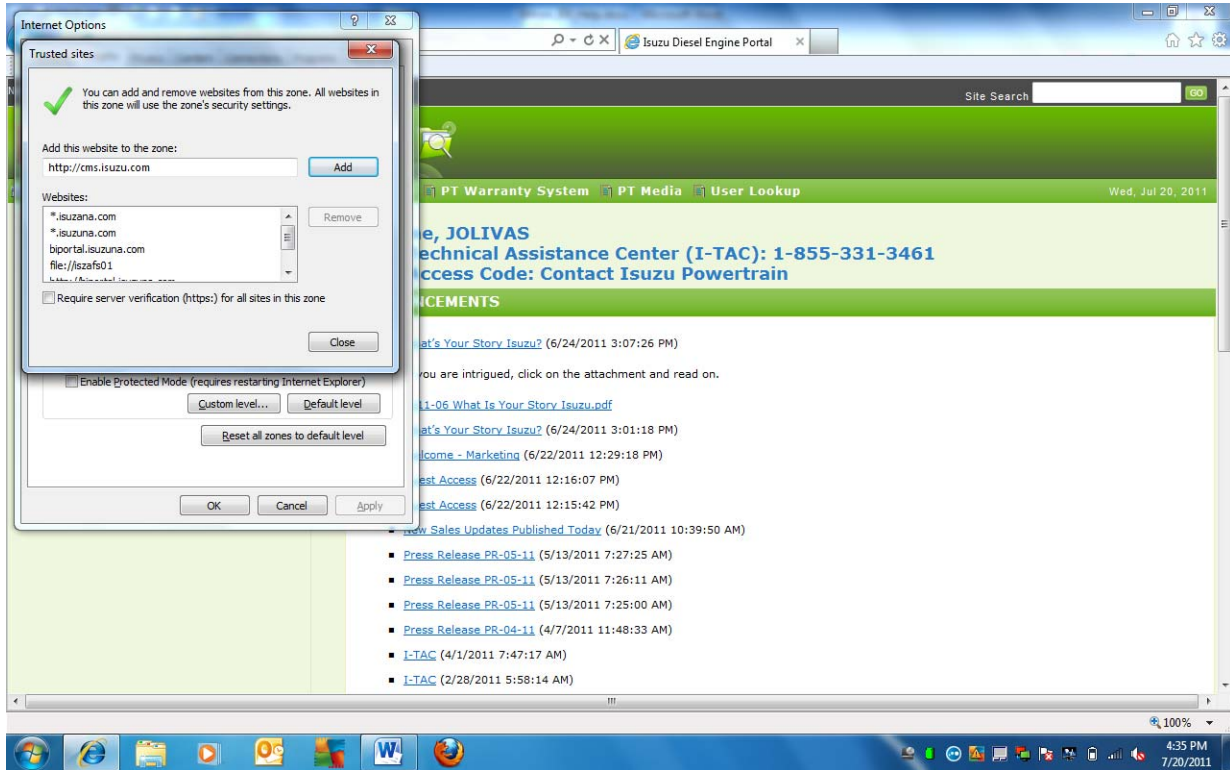 Internet Options
Trusted sites
You can add and remove websites from this zone. All websites in
this zone will use the zone's security settings.
Add this website to the zone:
http://cms.isuzu.com
Add
Websites:
*.isuzana.com
*.isuzuna.com
biportal.isuzuna.com
file://iszafs01
Remove
Require server verification (https:) for all sites in this zone
Close
Enable Protected Mode (requires restarting Internet Explorer)
Custom level... Default level
Reset all zones to default level
OK Cancel Apply
Isuzu Diesel Engine Portal
Site Search GO
PT Warranty System PT Media User Lookup
Wed, Jul 20, 2011
e, JOLIVAS
echnical Assistance Center (I-TAC): 1-855-331-3461
ccess Code: Contact Isuzu Powertrain
NCEMENTS
at's Your Story Isuzu? (6/24/2011 3:07:26 PM)
you are intrigued, click on the attachment and read on.
11-06 What Is Your Story Isuzu.pdf
at's Your Story Isuzu? (6/24/2011 3:01:18 PM)
lcome - Marketing (6/22/2011 12:29:18 PM)
est Access (6/22/2011 12:16:07 PM)
est Access (6/22/2011 12:15:42 PM)
New Sales Updates Published Today (6/21/2011 10:39:50 AM)
Press Release PR-05-11 (5/13/2011 7:27:25 AM)
Press Release PR-05-11 (5/13/2011 7:26:11 AM)
Press Release PR-05-11 (5/13/2011 7:25:00 AM)
Press Release PR-04-11 (4/7/2011 11:48:33 AM)
I-TAC (4/1/2011 7:47:17 AM)
I-TAC (2/28/2011 5:58:14 AM)
100%
4:35 PM
7/20/2011